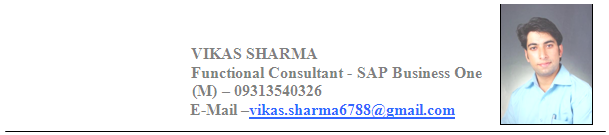 VIKAS SHARMA
Functional Consultant - SAP Business One
(M) – 09313540326
E-Mail –vikas.sharma6788@gmail.com